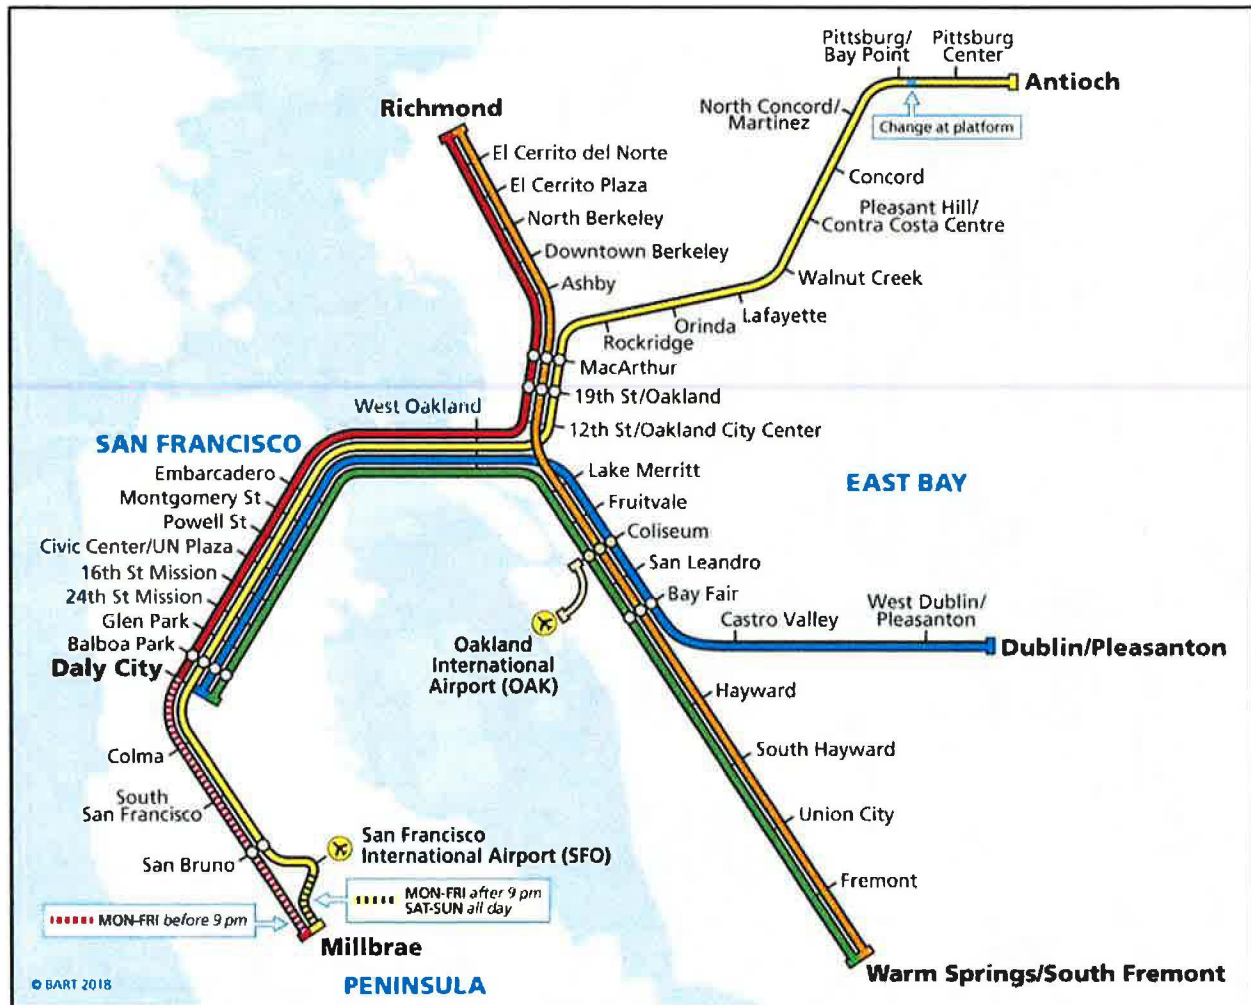 Pittsburg/
Bay Point
Pittsburg
Center
Antioch
North Concord/
Martinez
Change at platform
Richmond
El Cerrito del Norte
El Cerrito Plaza
North Berkeley
Downtown Berkeley
Ashby
Concord
Pleasant Hill/
Contra Costa Centre
Walnut Creek
Lafayette
Orinda
Rockridge
MacArthur
19th St/Oakland
12th St/Oakland City Center
West Oakland
SAN FRANCISCO
Embarcadero
Montgomery St
Powell St
Civic Center/UN Plaza
16th St Mission
24th St Mission
Glen Park
Balboa Park
Daly City
Lake Merritt
Fruitvale
Coliseum
San Leandro
Bay Fair
EAST BAY
Castro Valley
West Dublin/
Pleasanton
Dublin/Pleasanton
Oakland
International
Airport (OAK)
Hayward
South Hayward
Union City
Fremont
Warm Springs/South Fremont
Colma
South
San Francisco
San Bruno
San Francisco
International Airport (SFO)
MON-FRI after 9 pm
SAT-SUN all day
MON-FRI before 9 pm
Millbrae
PENINSULA
© BART 2018